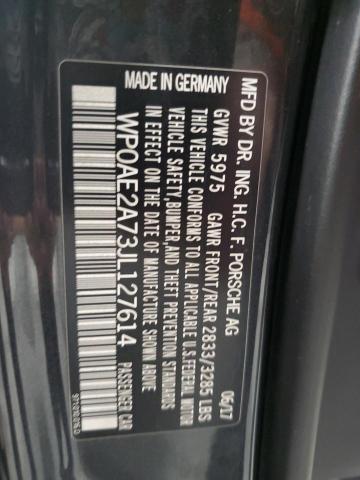 MFD BY DR. ING. H.C. F. PORSCHE AG
MADE IN GERMANY 06/17
GVWR 5975 GAWR FRONT/REAR 2833/3285 LBS
THIS VEHICLE CONFORMS TO ALL APPLICABLE U.S.FEDERAL MOTOR
VEHICLE SAFETY,BUMPER,AND THEFT PREVENTION STANDARDS
IN EFFECT ON THE DATE OF MANUFACTURE SHOWN ABOVE
WP0AE2A73JL127614
PASSENGER CAR